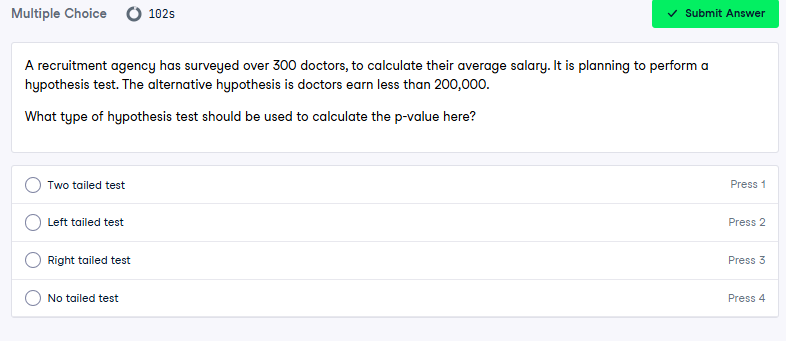 Multiple Choice 102s ✓ Submit Answer
A recruitment agency has surveyed over 300 doctors, to calculate their average salary. It is planning to perform a
hypothesis test. The alternative hypothesis is doctors earn less than 200,000.
What type of hypothesis test should be used to calculate the p-value here?
Two tailed test Press 1
Left tailed test Press 2
Right tailed test Press 3
No tailed test Press 4